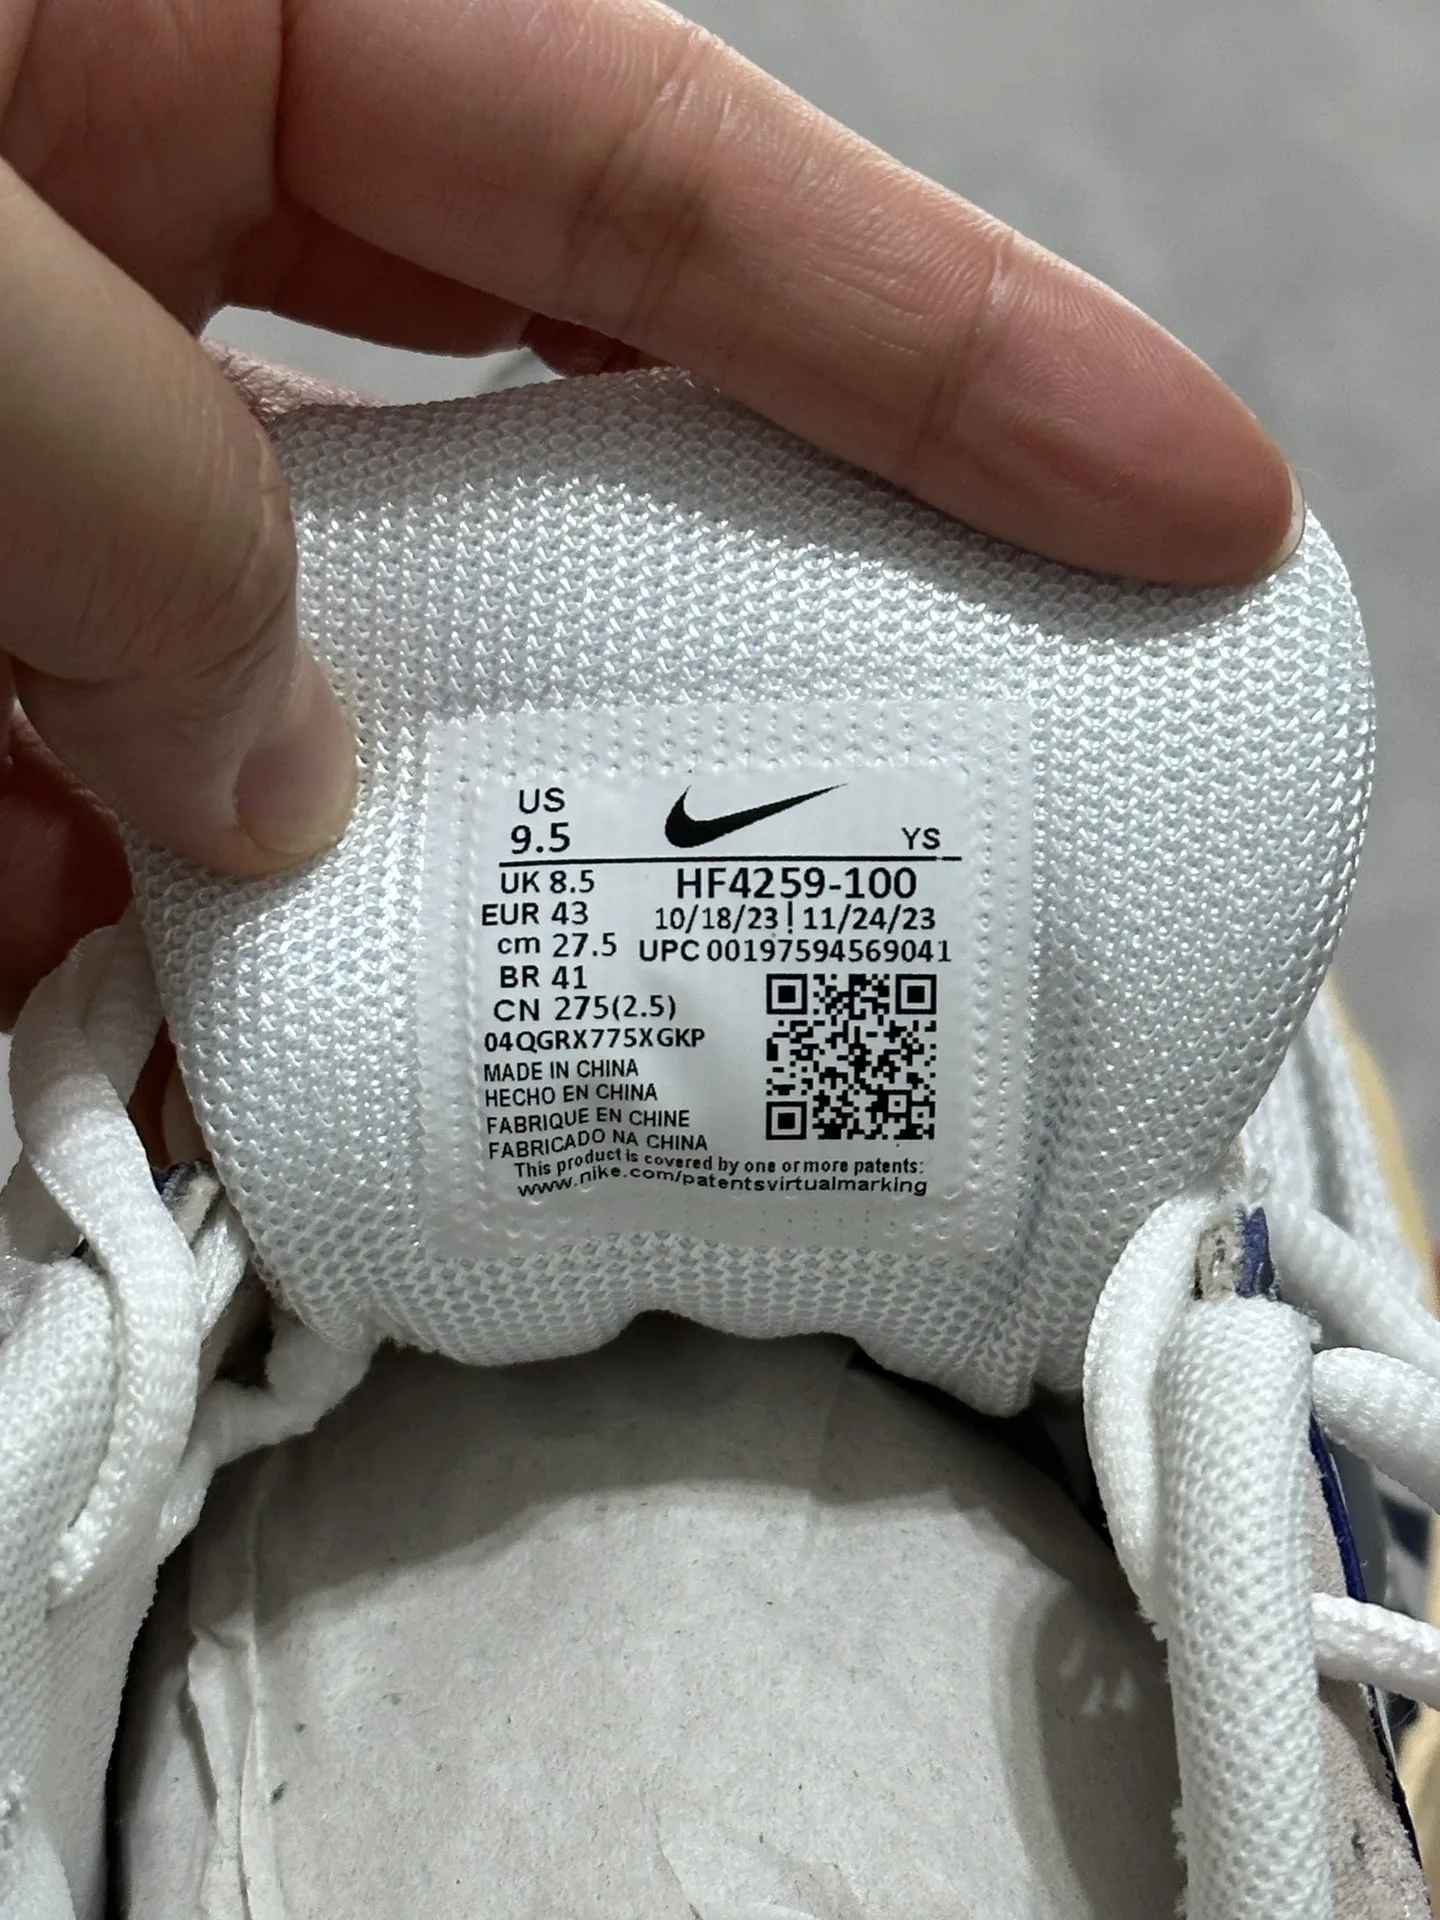 US
9.5
YS
UK 8.5
HF4259-100
EUR 43
10/18/23 | 11/24/23
cm 27.5
UPC 00197594569041
BR 41
CN 275(2.5)
04QGRX775XGKP
MADE IN CHINA
HECHO EN CHINA
FABRIQUE EN CHINE
FABRICADO NA CHINA
This product is covered by one or more patents:
www.nike.com/patentsvirtualmarking